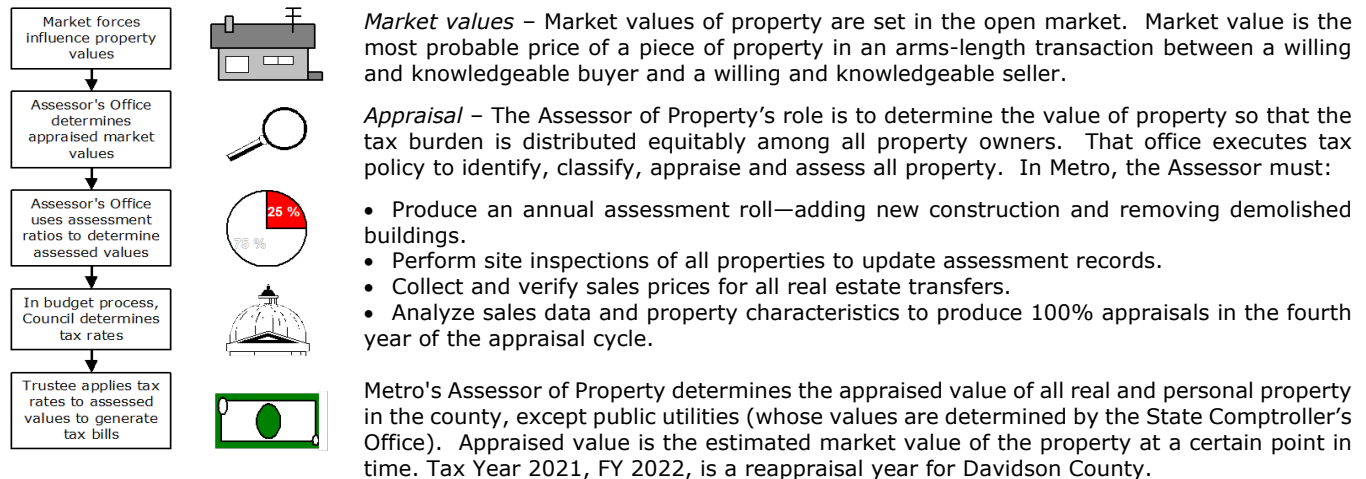 Market forces
influence property
values
Assessor's Office
determines
appraised market
values
Assessor's Office
uses assessment
ratios to determine
assessed values
In budget process,
Council determines
tax rates
Trustee applies tax
rates to assessed
values to generate
tax bills
25 %
75 %
Market values – Market values of property are set in the open market. Market value is the
most probable price of a piece of property in an arms-length transaction between a willing
and knowledgeable buyer and a willing and knowledgeable seller.
Appraisal – The Assessor of Property’s role is to determine the value of property so that the
tax burden is distributed equitably among all property owners. That office executes tax
policy to identify, classify, appraise and assess all property. In Metro, the Assessor must:
• Produce an annual assessment roll—adding new construction and removing demolished
buildings.
• Perform site inspections of all properties to update assessment records.
• Collect and verify sales prices for all real estate transfers.
• Analyze sales data and property characteristics to produce 100% appraisals in the fourth
year of the appraisal cycle.
Metro's Assessor of Property determines the appraised value of all real and personal property
in the county, except public utilities (whose values are determined by the State Comptroller’s
Office). Appraised value is the estimated market value of the property at a certain point in
time. Tax Year 2021, FY 2022, is a reappraisal year for Davidson County.